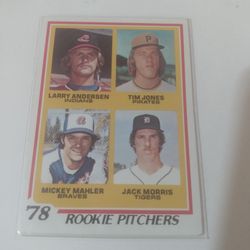 LARRY ANDERSEN
INDIANS
TIM JONES
PIRATES
MICKEY MAHLER
BRAVES
JACK MORRIS
TIGERS
'78 ROOKIE PITCHERS